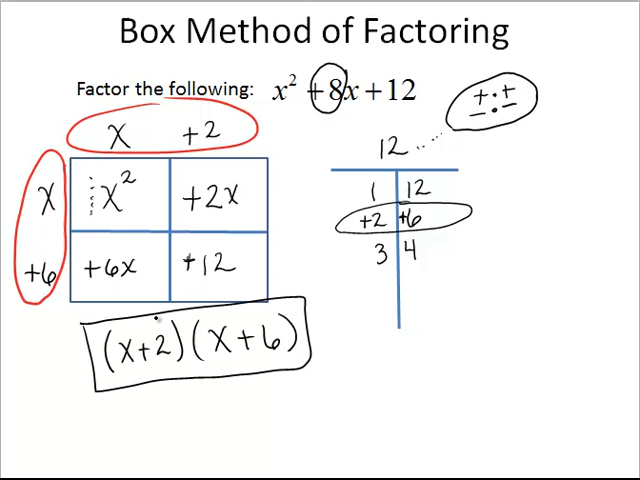 Box Method of Factoring
Factor the following: x² + 8x + 12
+ · +
− · −
x +2
12 ......
x x² +2x
1 12
+2 +6
+6 +6x +12
3 4
(x+2)(x+6)